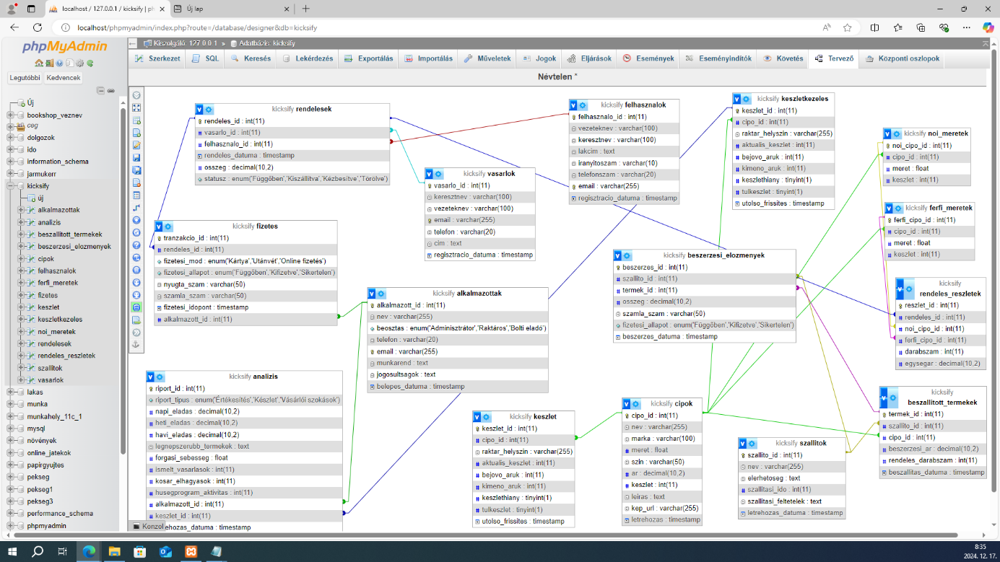 localhost / 127.0.0.1 / kicksify | ph
Új lap
localhost/phpmyadmin/index.php?route=/database/designer&db=kicksify
phpMyAdmin
Legutóbbi Kedvencek
Új
bookshop_veznev
ceg
dolgozok
ido
information_schema
jarmukerr
kicksify
új
alkalmazottak
analizis
beszallitott_termekek
beszerzesi_elozmenyek
cipok
felhasznalok
ferfi_meretek
fizetes
keszlet
keszletkezeles
noi_meretek
rendelesek
rendeles_reszletek
szallitok
vasarlok
lakas
munka
munkahely_11c_1
mysql
növények
online_jatekok
papirgyujtes
pekseg
pekseg1
pekseg3
performance_schema
phpmyadmin
Kiszolgáló: 127.0.0.1 » Adatbázis: kicksify
Szerkezet SQL Keresés Lekérdezés Exportálás Importálás Műveletek Jogok Eljárások Események Eseményindítók Követés Tervező Központi oszlopok
Névtelen *
kicksify rendelesek
rendeles_id : int(11)
vasarlo_id : int(11)
felhasznalo_id : int(11)
rendeles_datuma : timestamp
osszeg : decimal(10,2)
statusz : enum('Függőben','Kiszállítva','Kézbesítve','Törölve')
kicksify felhasznalok
felhasznalo_id : int(11)
vezeteknev : varchar(100)
keresztnev : varchar(100)
lakcim : text
iranyitoszam : varchar(10)
telefonszam : varchar(20)
email : varchar(255)
regisztracio_datuma : timestamp
kicksify keszletkezeles
keszlet_id : int(11)
cipo_id : int(11)
raktar_helyszin : varchar(255)
aktualis_keszlet : int(11)
bejovo_aruk : int(11)
kimeno_aruk : int(11)
keszlethiany : tinyint(1)
tulkeszlet : tinyint(1)
utolso_frissites : timestamp
kicksify noi_meretek
noi_cipo_id : int(11)
cipo_id : int(11)
meret : float
keszlet : int(11)
kicksify vasarlok
vasarlo_id : int(11)
keresztnev : varchar(100)
vezeteknev : varchar(100)
email : varchar(255)
telefon : varchar(20)
cim : text
regisztracio_datuma : timestamp
kicksify ferfi_meretek
ferfi_cipo_id : int(11)
cipo_id : int(11)
meret : float
keszlet : int(11)
kicksify fizetes
tranzakcio_id : int(11)
rendeles_id : int(11)
fizetesi_mod : enum('Kártya','Utánvét','Online fizetés')
fizetesi_allapot : enum('Függőben','Kifizetve','Sikertelen')
nyugta_szam : varchar(50)
szamla_szam : varchar(50)
fizetesi_idopont : timestamp
alkalmazott_id : int(11)
kicksify beszerzesi_elozmenyek
beszerzes_id : int(11)
szallito_id : int(11)
termek_id : int(11)
osszeg : decimal(10,2)
szamla_szam : varchar(50)
fizetesi_allapot : enum('Függőben','Kifizetve','Sikertelen')
beszerzes_datuma : timestamp
kicksify
rendeles_reszletek
reszlet_id : int(11)
rendeles_id : int(11)
noi_cipo_id : int(11)
ferfi_cipo_id : int(11)
darabszam : int(11)
egysegar : decimal(10,2)
kicksify alkalmazottak
alkalmazott_id : int(11)
nev : varchar(255)
beosztas : enum('Adminisztrátor','Raktáros','Bolti eladó')
telefon : varchar(20)
email : varchar(255)
munkarend : text
jogosultsagok : text
belepes_datuma : timestamp
kicksify analizis
riport_id : int(11)
riport_tipus : enum('Értékesítés','Készlet','Vásárlói szokások')
napi_eladas : decimal(10,2)
heti_eladas : decimal(10,2)
havi_eladas : decimal(10,2)
legnepszerubb_termekek : text
forgasi_sebesseg : float
ismelt_vasarlasok : int(11)
kosar_elhagyasok : int(11)
husegprogram_aktivitas : int(11)
alkalmazott_id : int(11)
keszlet_id : int(11)
Konzol
ehozas_datuma : timestamp
kicksify keszlet
keszlet_id : int(11)
cipo_id : int(11)
raktar_helyszin : varchar(255)
aktualis_keszlet : int(11)
bejovo_aruk : int(11)
kimeno_aruk : int(11)
keszlethiany : tinyint(1)
tulkeszlet : tinyint(1)
utolso_frissites : timestamp
kicksify cipok
cipo_id : int(11)
nev : varchar(255)
marka : varchar(100)
meret : float
szin : varchar(50)
ar : decimal(10,2)
keszlet : int(11)
leiras : text
kep_url : varchar(255)
letrehozas : timestamp
kicksify szallitok
szallito_id : int(11)
nev : varchar(255)
elerhetoseg : text
szallitasi_ido : int(11)
szallitasi_feltetelek : text
letrehozas_datuma : timestamp
kicksify
beszallitott_termekek
termek_id : int(11)
szallito_id : int(11)
cipo_id : int(11)
beszerzesi_ar : decimal(10,2)
rendeles_darabszam : int(11)
beszallitas_datuma : timestamp
8:35
2024. 12. 17.